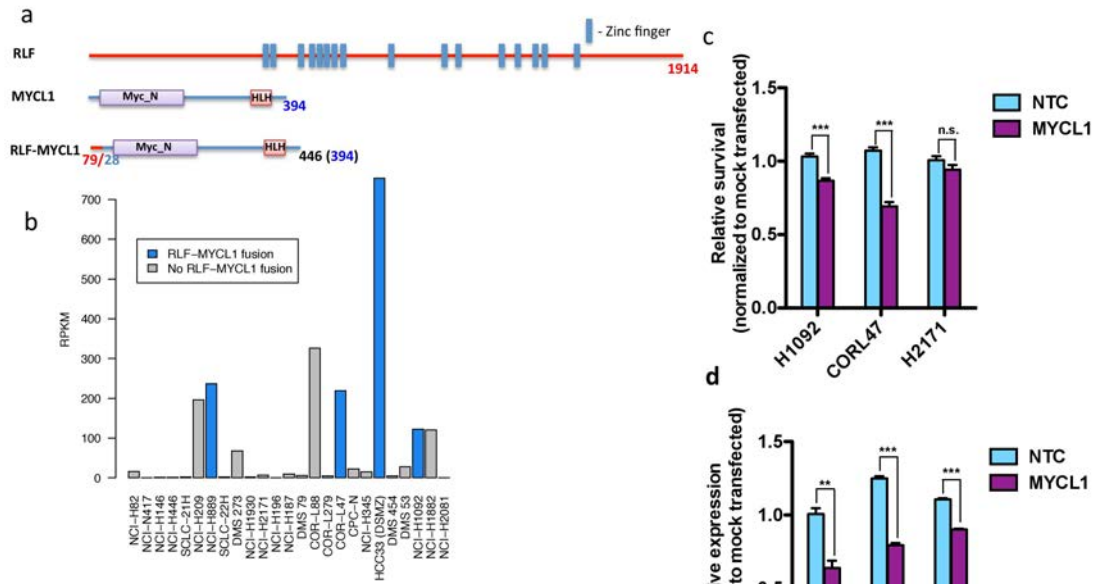 a
RLF
- Zinc finger
1914
MYCL1
Myc_N
HLH
394
RLF-MYCL1
Myc_N
HLH
79/28
446 (394)
b
RPKM
700
600
500
400
300
200
100
0
RLF-MYCL1 fusion
No RLF-MYCL1 fusion
NCI-H82
NCI-N417
NCI-H146
NCI-H446
SCLC-21H
NCI-H209
NCI-H889
SCLC-22H
DMS 273
NCI-H1930
NCI-H2171
NCI-H196
NCI-H187
DMS 79
COR-L88
COR-L279
COR-L47
CPC-N
NCI-H345
HCC33 (DSMZ)
DMS 454
DMS 53
NCI-H1092
NCI-H1882
NCI-H2081
c
Relative survival
(normalized to mock transfected)
1.5
1.0
0.5
0.0
***
***
n.s.
NTC
MYCL1
H1092
CORL47
H2171
d
ve expression
to mock transfected)
1.5
1.0
**
***
***
NTC
MYCL1